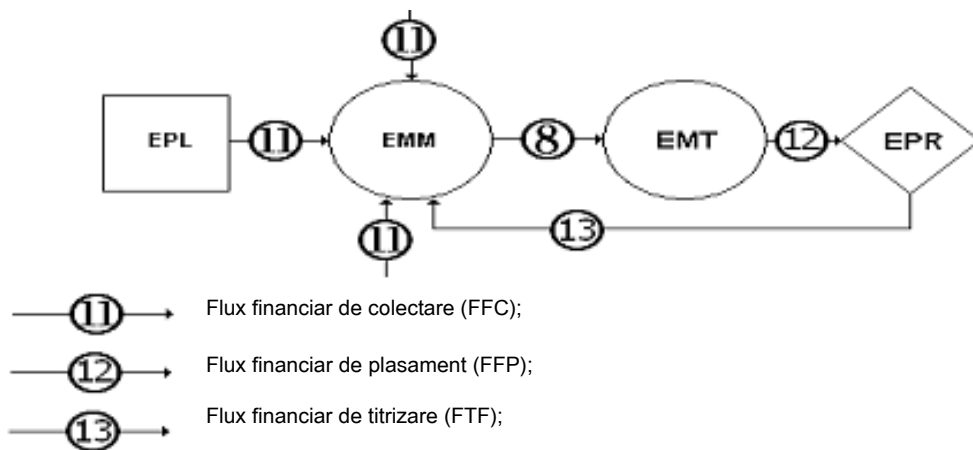 11
EPL 11 EMM 8 EMT 12 EPR
11 13
11 Flux financiar de colectare (FFC);
12 Flux financiar de plasament (FFP);
13 Flux financiar de titrizare (FTF);